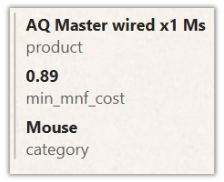 AQ Master wired x1 Ms
product
0.89
min_mnf_cost
Mouse
category